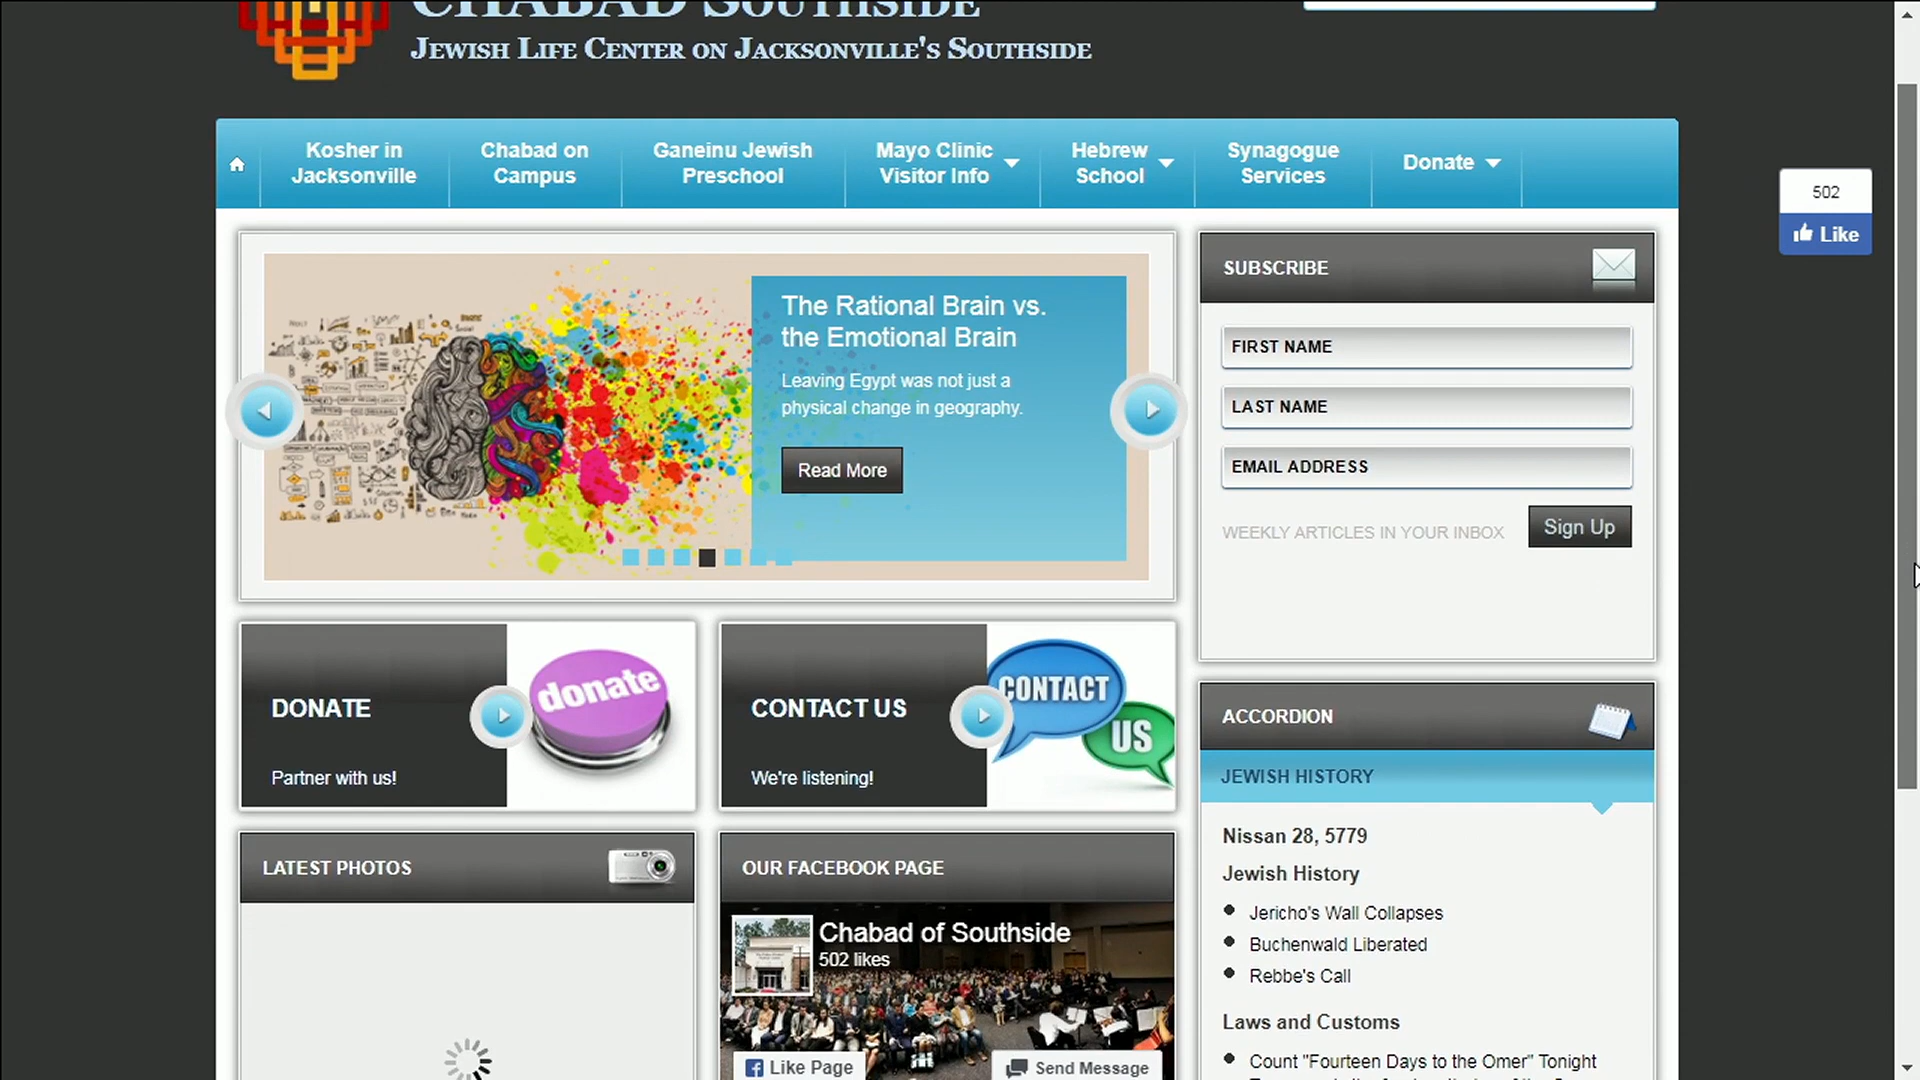 CHABAD SOUTHSIDE
JEWISH LIFE CENTER ON JACKSONVILLE'S SOUTHSIDE
Kosher in
Jacksonville
Chabad on
Campus
Ganeinu Jewish
Preschool
Mayo Clinic
Visitor Info
Hebrew
School
Synagogue
Services
Donate
502
Like
The Rational Brain vs.
the Emotional Brain
Leaving Egypt was not just a
physical change in geography.
Read More
SUBSCRIBE
FIRST NAME
LAST NAME
EMAIL ADDRESS
WEEKLY ARTICLES IN YOUR INBOX
Sign Up
DONATE
Partner with us!
donate
CONTACT US
We're listening!
CONTACT
US
ACCORDION
JEWISH HISTORY
Nissan 28, 5779
Jewish History
Jericho's Wall Collapses
Buchenwald Liberated
Rebbe's Call
Laws and Customs
Count "Fourteen Days to the Omer" Tonight
LATEST PHOTOS
OUR FACEBOOK PAGE
Chabad of Southside
502 likes
Like Page
Send Message